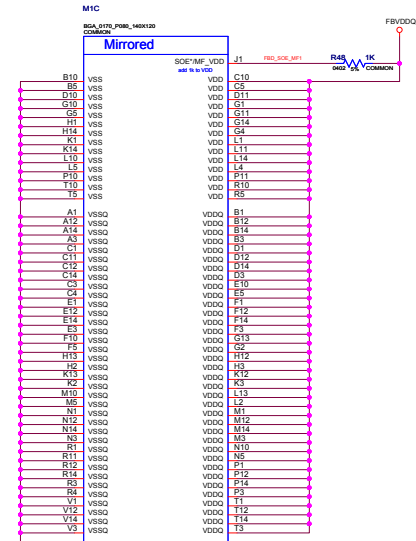 M1C
BGA_0170_P080_140X120
COMMON
FBVDDQ
Mirrored
SOE*/MF_VDD J1 FBD_SOE_MF1 R48 1K
add 1k to VDD
0402 5% COMMON
B10 VSS VDD C10
B5 VSS VDD C5
D10 VSS VDD D11
G10 VSS VDD G1
G5 VSS VDD G11
H1 VSS VDD G14
H14 VSS VDD G4
K1 VSS VDD L1
K14 VSS VDD L11
L10 VSS VDD L14
L5 VSS VDD L4
P10 VSS VDD P11
T10 VSS VDD R10
T5 VSS VDD R5
A1 VSSQ VDDQ B1
A12 VSSQ VDDQ B12
A14 VSSQ VDDQ B14
A3 VSSQ VDDQ B3
C1 VSSQ VDDQ D1
C11 VSSQ VDDQ D12
C12 VSSQ VDDQ D14
C14 VSSQ VDDQ D3
C3 VSSQ VDDQ E10
C4 VSSQ VDDQ E5
E1 VSSQ VDDQ F1
E12 VSSQ VDDQ F12
E14 VSSQ VDDQ F14
E3 VSSQ VDDQ F3
F10 VSSQ VDDQ G13
F5 VSSQ VDDQ G2
H13 VSSQ VDDQ H12
H2 VSSQ VDDQ H3
K13 VSSQ VDDQ K12
K2 VSSQ VDDQ K3
M10 VSSQ VDDQ L13
M5 VSSQ VDDQ L2
N1 VSSQ VDDQ M1
N12 VSSQ VDDQ M12
N14 VSSQ VDDQ M14
N3 VSSQ VDDQ M3
R1 VSSQ VDDQ N10
R11 VSSQ VDDQ N5
R12 VSSQ VDDQ P1
R14 VSSQ VDDQ P12
R3 VSSQ VDDQ P14
R4 VSSQ VDDQ P3
V1 VSSQ VDDQ T1
V12 VSSQ VDDQ T12
V14 VSSQ VDDQ T14
V3 VSSQ VDDQ T3